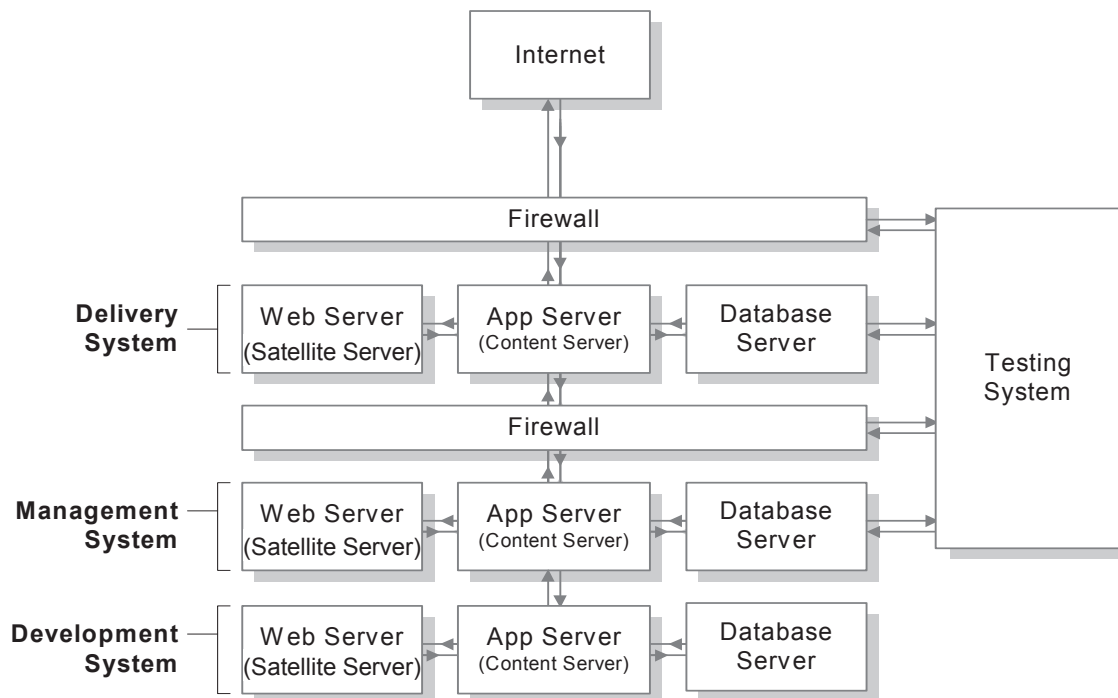 Internet
Firewall
Delivery
System
Web Server
(Satellite Server)
App Server
(Content Server)
Database
Server
Testing
System
Firewall
Management
System
Web Server
(Satellite Server)
App Server
(Content Server)
Database
Server
Development
System
Web Server
(Satellite Server)
App Server
(Content Server)
Database
Server